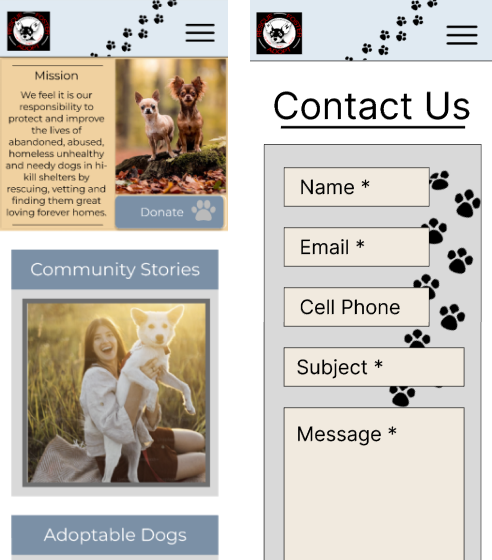 Mission
We feel it is our
responsibility to
protect and improve
the lives of
abandoned, abused,
homeless unhealthy
and needy dogs in hi-
kill shelters by
rescuing, vetting and
finding them great
loving forever homes.
Donate
Community Stories
Adoptable Dogs
Contact Us
Name *
Email *
Cell Phone
Subject *
Message *